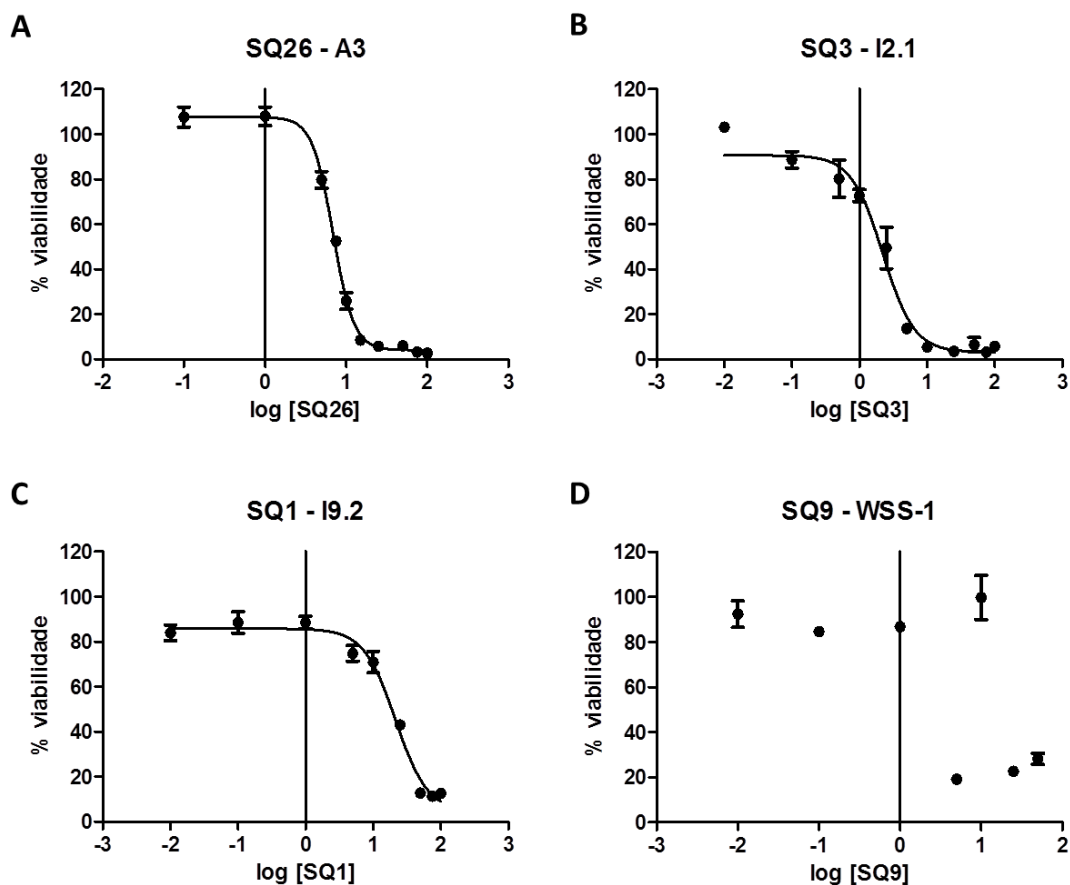 A
SQ26 - A3
120
100
80
60
40
20
0
% viabilidade
-2 -1 0 1 2 3
log [SQ26]
B
SQ3 - I2.1
120
100
80
60
40
20
0
% viabilidade
-3 -2 -1 0 1 2 3
log [SQ3]
C
SQ1 - I9.2
120
100
80
60
40
20
0
% viabilidade
-3 -2 -1 0 1 2 3
log [SQ1]
D
SQ9 - WSS-1
120
100
80
60
40
20
0
% viabilidade
-3 -2 -1 0 1 2
log [SQ9]